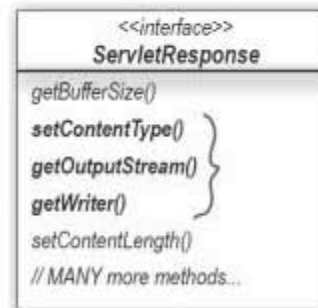 <<interface>>
ServletResponse
getBufferSize()
setContentType()
getOutputStream()
getWriter()
setContentLength()
// MANY more methods...